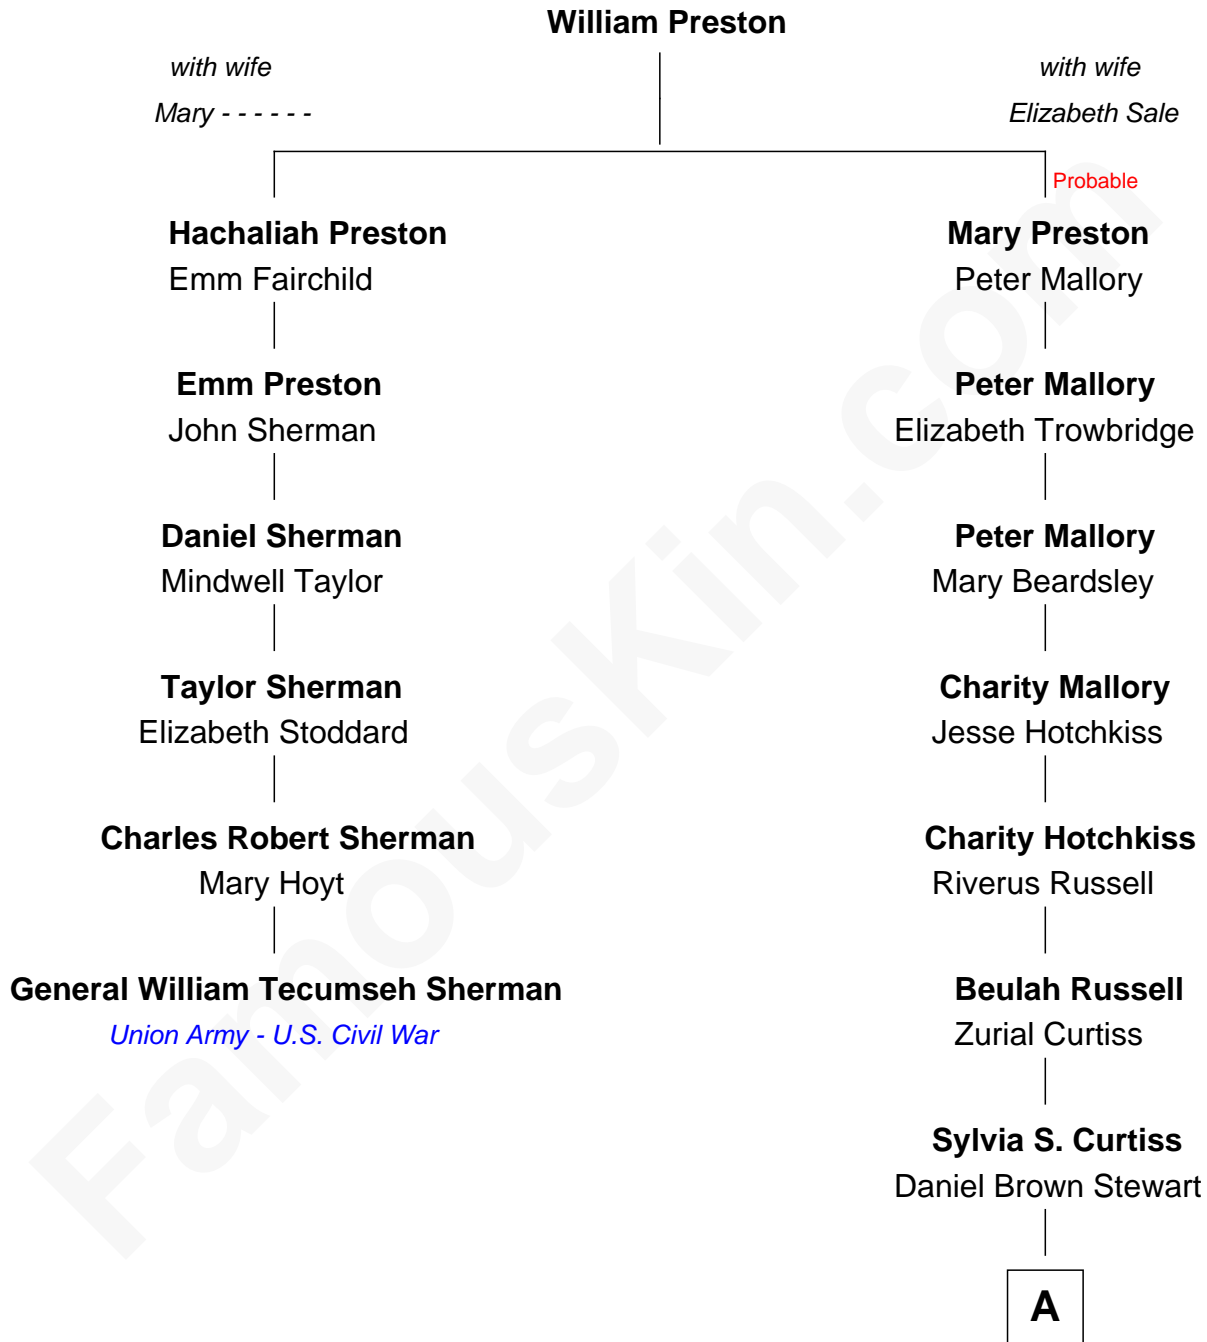 William Preston
with wife
Mary - - - - - -
with wife
Elizabeth Sale
Probable
Hachaliah Preston
Emm Fairchild
Mary Preston
Peter Mallory
Emm Preston
John Sherman
Peter Mallory
Elizabeth Trowbridge
Daniel Sherman
Mindwell Taylor
Peter Mallory
Mary Beardsley
Taylor Sherman
Elizabeth Stoddard
Charity Mallory
Jesse Hotchkiss
Charles Robert Sherman
Mary Hoyt
Charity Hotchkiss
Riverus Russell
General William Tecumseh Sherman
Union Army - U.S. Civil War
Beulah Russell
Zurial Curtiss
Sylvia S. Curtiss
Daniel Brown Stewart
A
FamousKin.com